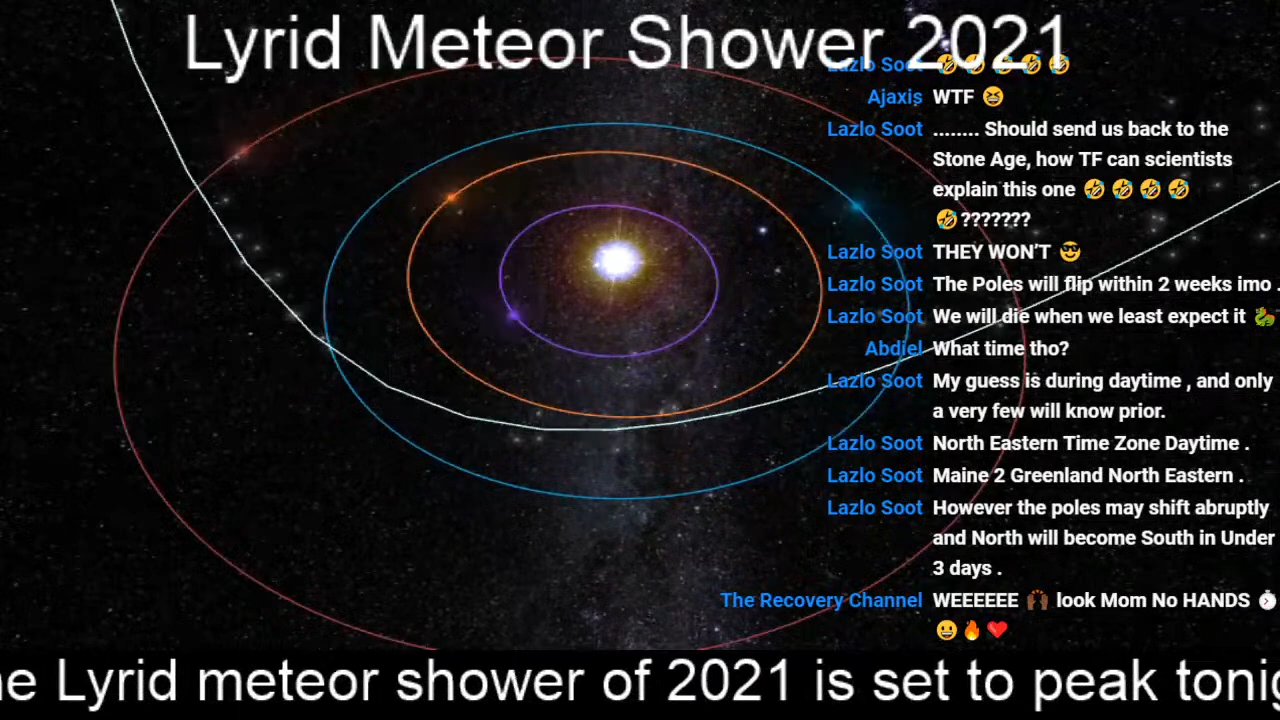 Lyrid Meteor Shower 2021
Lazlo Soot 🤣🤣🤣🤣🤣
Ajaxis WTF 😆
Lazlo Soot ........ Should send us back to the
Stone Age, how TF can scientists
explain this one 🤣 🤣 🤣 🤣
🤣???????
Lazlo Soot THEY WON'T 😎
Lazlo Soot The Poles will flip within 2 weeks imo .
Lazlo Soot We will die when we least expect it 🐉
Abdiel What time tho?
Lazlo Soot My guess is during daytime , and only
a very few will know prior.
Lazlo Soot North Eastern Time Zone Daytime .
Lazlo Soot Maine 2 Greenland North Eastern .
Lazlo Soot However the poles may shift abruptly
and North will become South in Under
3 days .
The Recovery Channel WEEEEEE 🙌🏾 look Mom No HANDS ⏱
😀🔥❤
he Lyrid meteor shower of 2021 is set to peak tonig